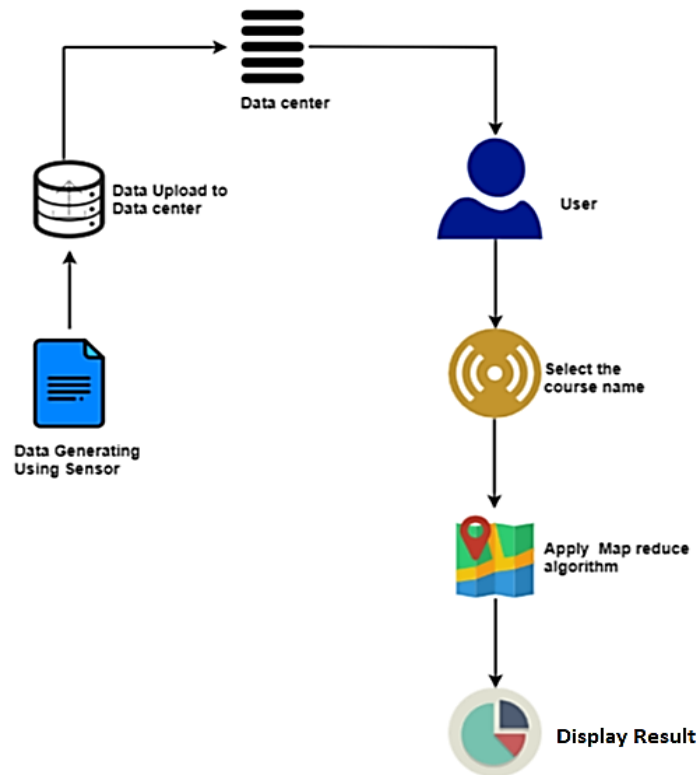 Data center
Data Upload to
Data center
User
Data Generating
Using Sensor
Select the
course name
Apply Map reduce
algorithm
Display Result